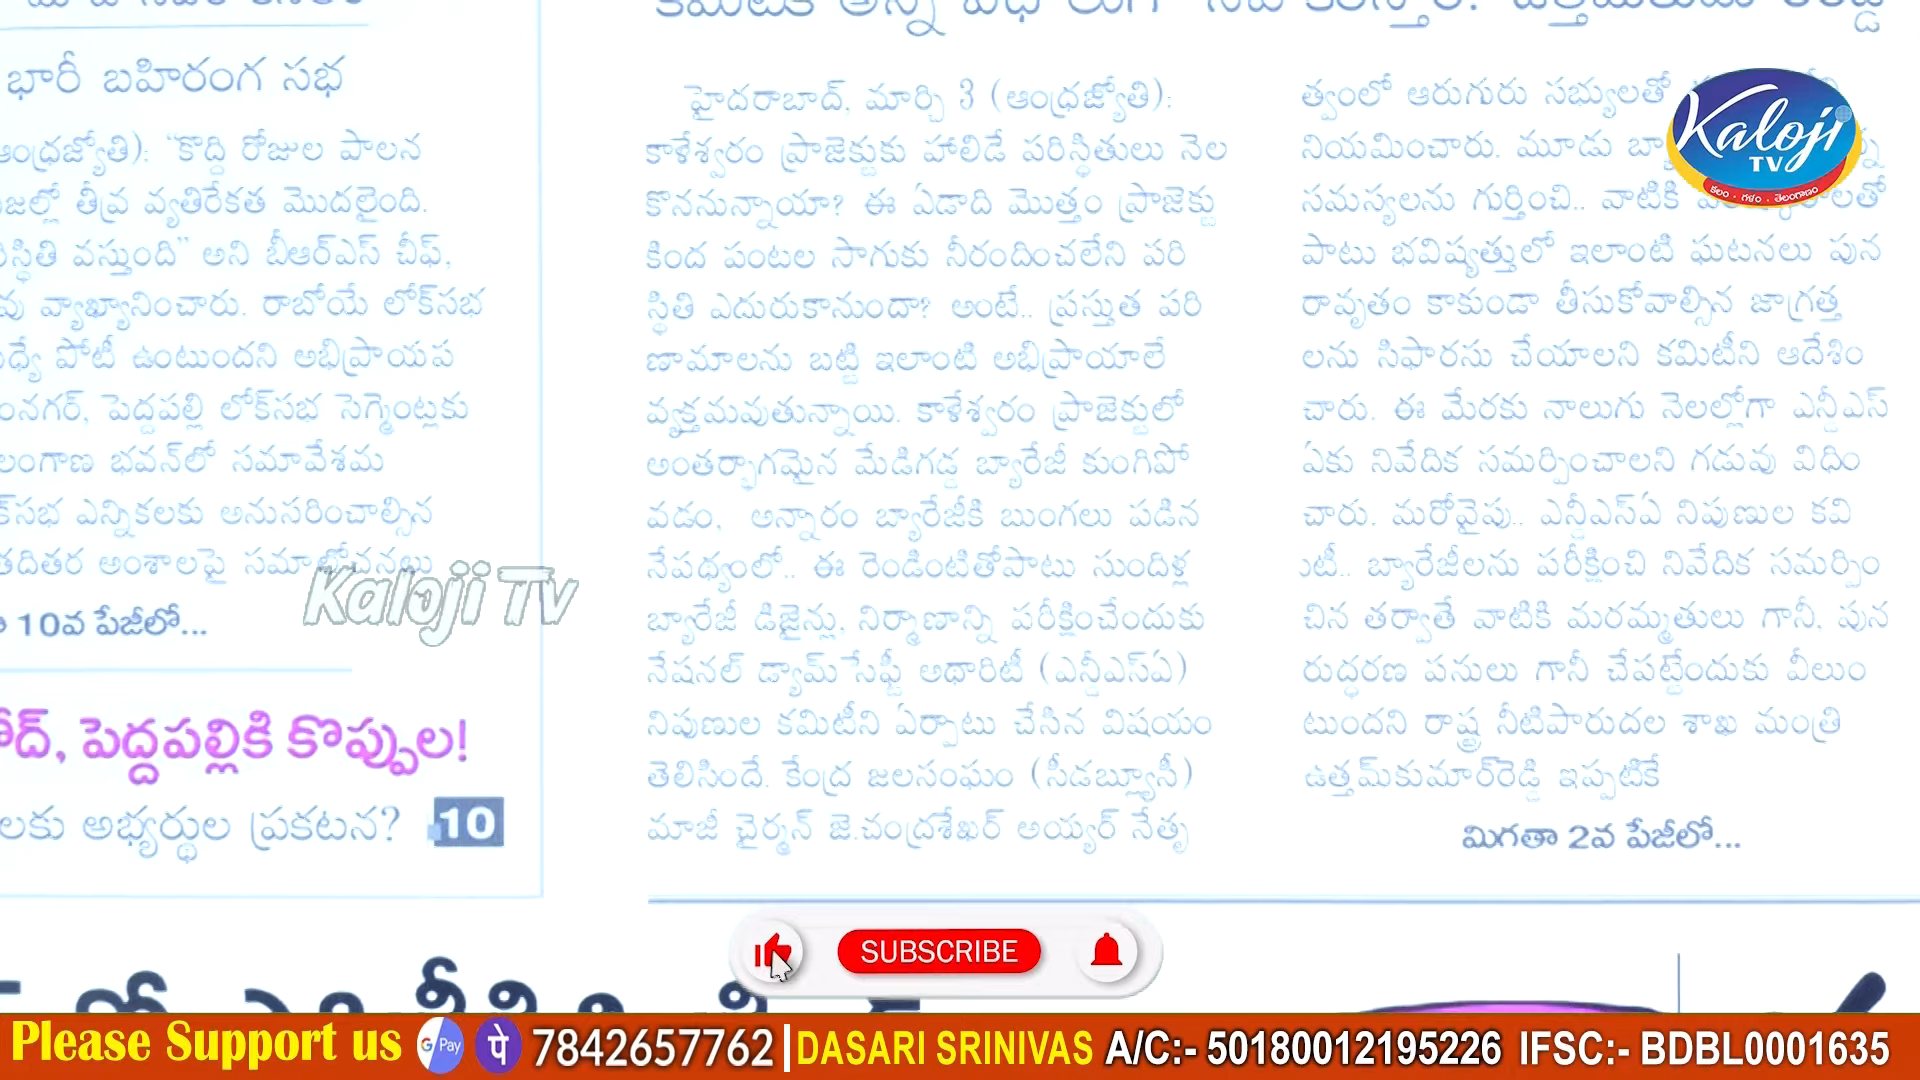 భారీ బహిరంగ సభ
ఆంధ్రజ్యోతి): "కొద్ది రోజుల పాలన
తీవ్ర వ్యతిరేకత మొదలైంది.
వస్తుంది" అని బీఆర్ఎస్ చీఫ్,
వ్యాఖ్యానించారు. రాబోయే లోక్‌సభ
పోటీ ఉంటుందని అభిప్రాయప
పెద్దపల్లి లోక్‌సభ సెగ్మెంట్లకు
భవన్‌లో సమావేశమ
ఎన్నికలకు అనుసరించాల్సిన
తదితర అంశాలపై
10వ పేజీలో...
పెద్దపల్లికి కొప్పుల!
అభ్యర్థుల ప్రకటన? 10
హైదరాబాద్, మార్చి 3 (ఆంధ్రజ్యోతి):
కాళేశ్వరం ప్రాజెక్టుకు హాలిడే పరిస్థితులు నెల
కొననున్నాయా? ఈ ఏడాది మొత్తం ప్రాజెక్టు
కింద పంటల సాగుకు నీరందించలేని పరి
స్థితి ఎదురుకానుందా? అంటే.. ప్రస్తుత పరి
ణామాలను బట్టి ఇలాంటి అభిప్రాయాలే
వ్యక్తమవుతున్నాయి. కాళేశ్వరం ప్రాజెక్టులో
అంతర్భాగమైన మేడిగడ్డ బ్యారేజీ కుంగిపో
వడం, అన్నారం బ్యారేజీకి బుంగలు పడిన
నేపథ్యంలో.. ఈ రెండింటితోపాటు సుందిళ్ల
బ్యారేజీ డిజైన్లు, నిర్మాణాన్ని పరీక్షించేందుకు
నేషనల్ డ్యామ్ సేఫ్టీ అథారిటీ (ఎన్డీఎస్ఏ)
నిపుణుల కమిటీని ఏర్పాటు చేసిన విషయం
తెలిసిందే. కేంద్ర జలసంఘం (సీడబ్ల్యూసీ)
మాజీ చైర్మన్ జె.చంద్రశేఖర్ అయ్యర్ నేతృ
త్వంలో ఆరుగురు సభ్యులతో
నియమించారు. మూడు
సమస్యలను గుర్తించి.. వాటికి
పాటు భవిష్యత్తులో ఇలాంటి ఘటనలు పున
రావృతం కాకుండా తీసుకోవాల్సిన జాగ్రత్త
లను సిఫారసు చేయాలని కమిటీని ఆదేశిం
చారు. ఈ మేరకు నాలుగు నెలల్లోగా ఎన్డీఎస్
ఏకు నివేదిక సమర్పించాలని గడువు విధిం
చారు. మరోవైపు.. ఎన్డీఎస్ఏ నిపుణుల కమి
టీ.. బ్యారేజీలను పరీక్షించి నివేదిక సమర్పిం
చిన తర్వాతే వాటికి మరమ్మతులు గానీ, పున
రుద్ధరణ పనులు గానీ చేపట్టేందుకు వీలుం
టుందని రాష్ట్ర నీటిపారుదల శాఖ మంత్రి
ఉత్తమ్‌కుమార్‌రెడ్డి ఇప్పటికే
మిగతా 2వ పేజీలో...
Kaloji
TV
కలం • గళం • తెలంగాణం
Kaloji Tv
SUBSCRIBE
Please Support us G Pay పे 7842657762 | DASARI SRINIVAS A/C:- 50180012195226 IFSC:- BDBL0001635